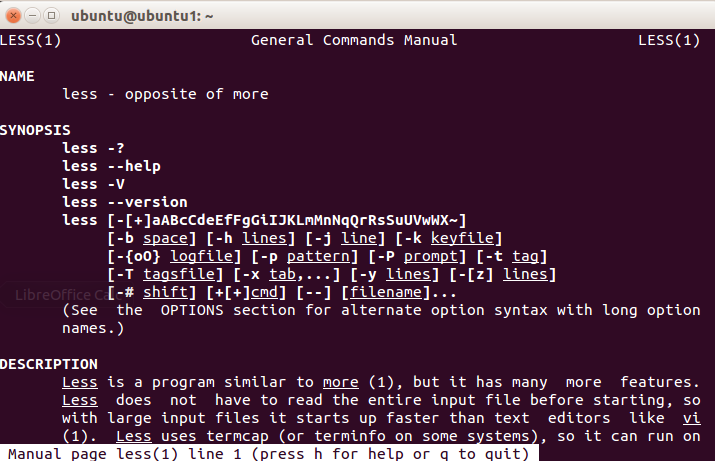 ubuntu@ubuntu1: ~
LESS(1) General Commands Manual LESS(1)
NAME
less - opposite of more
SYNOPSIS
less -?
less --help
less -V
less --version
less [-[+]aABcCdeEfFgGiIJKLmMnNqQrRsSuUVwWX~]
[-b space] [-h lines] [-j line] [-k keyfile]
[-{oO} logfile] [-p pattern] [-P prompt] [-t tag]
[-T tagsfile] [-x tab,...] [-y lines] [-[z] lines]
LibreOffice Calc
[-# shift] [+[+]cmd] [--] [filename]...
(See the OPTIONS section for alternate option syntax with long option
names.)
DESCRIPTION
Less is a program similar to more (1), but it has many more features.
Less does not have to read the entire input file before starting, so
with large input files it starts up faster than text editors like vi
(1). Less uses termcap (or terminfo on some systems), so it can run on
Manual page less(1) line 1 (press h for help or q to quit)